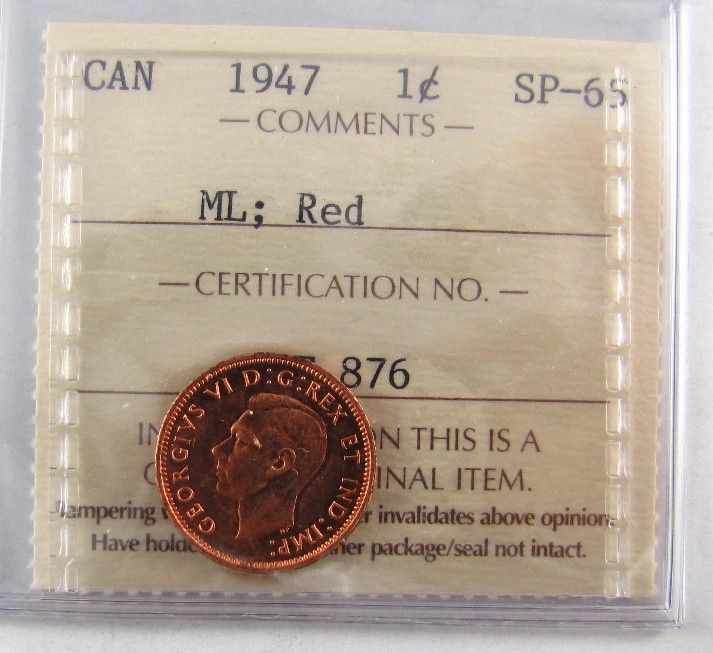 CAN 1947 1¢ SP-65
— COMMENTS —
ML; Red
— CERTIFICATION NO. —
876
THIS IS A
INAL ITEM.
ampering invalidates above opinion.
Have package/seal not intact.
GEORGIVS VI D:G:REX ET IND:IMP: